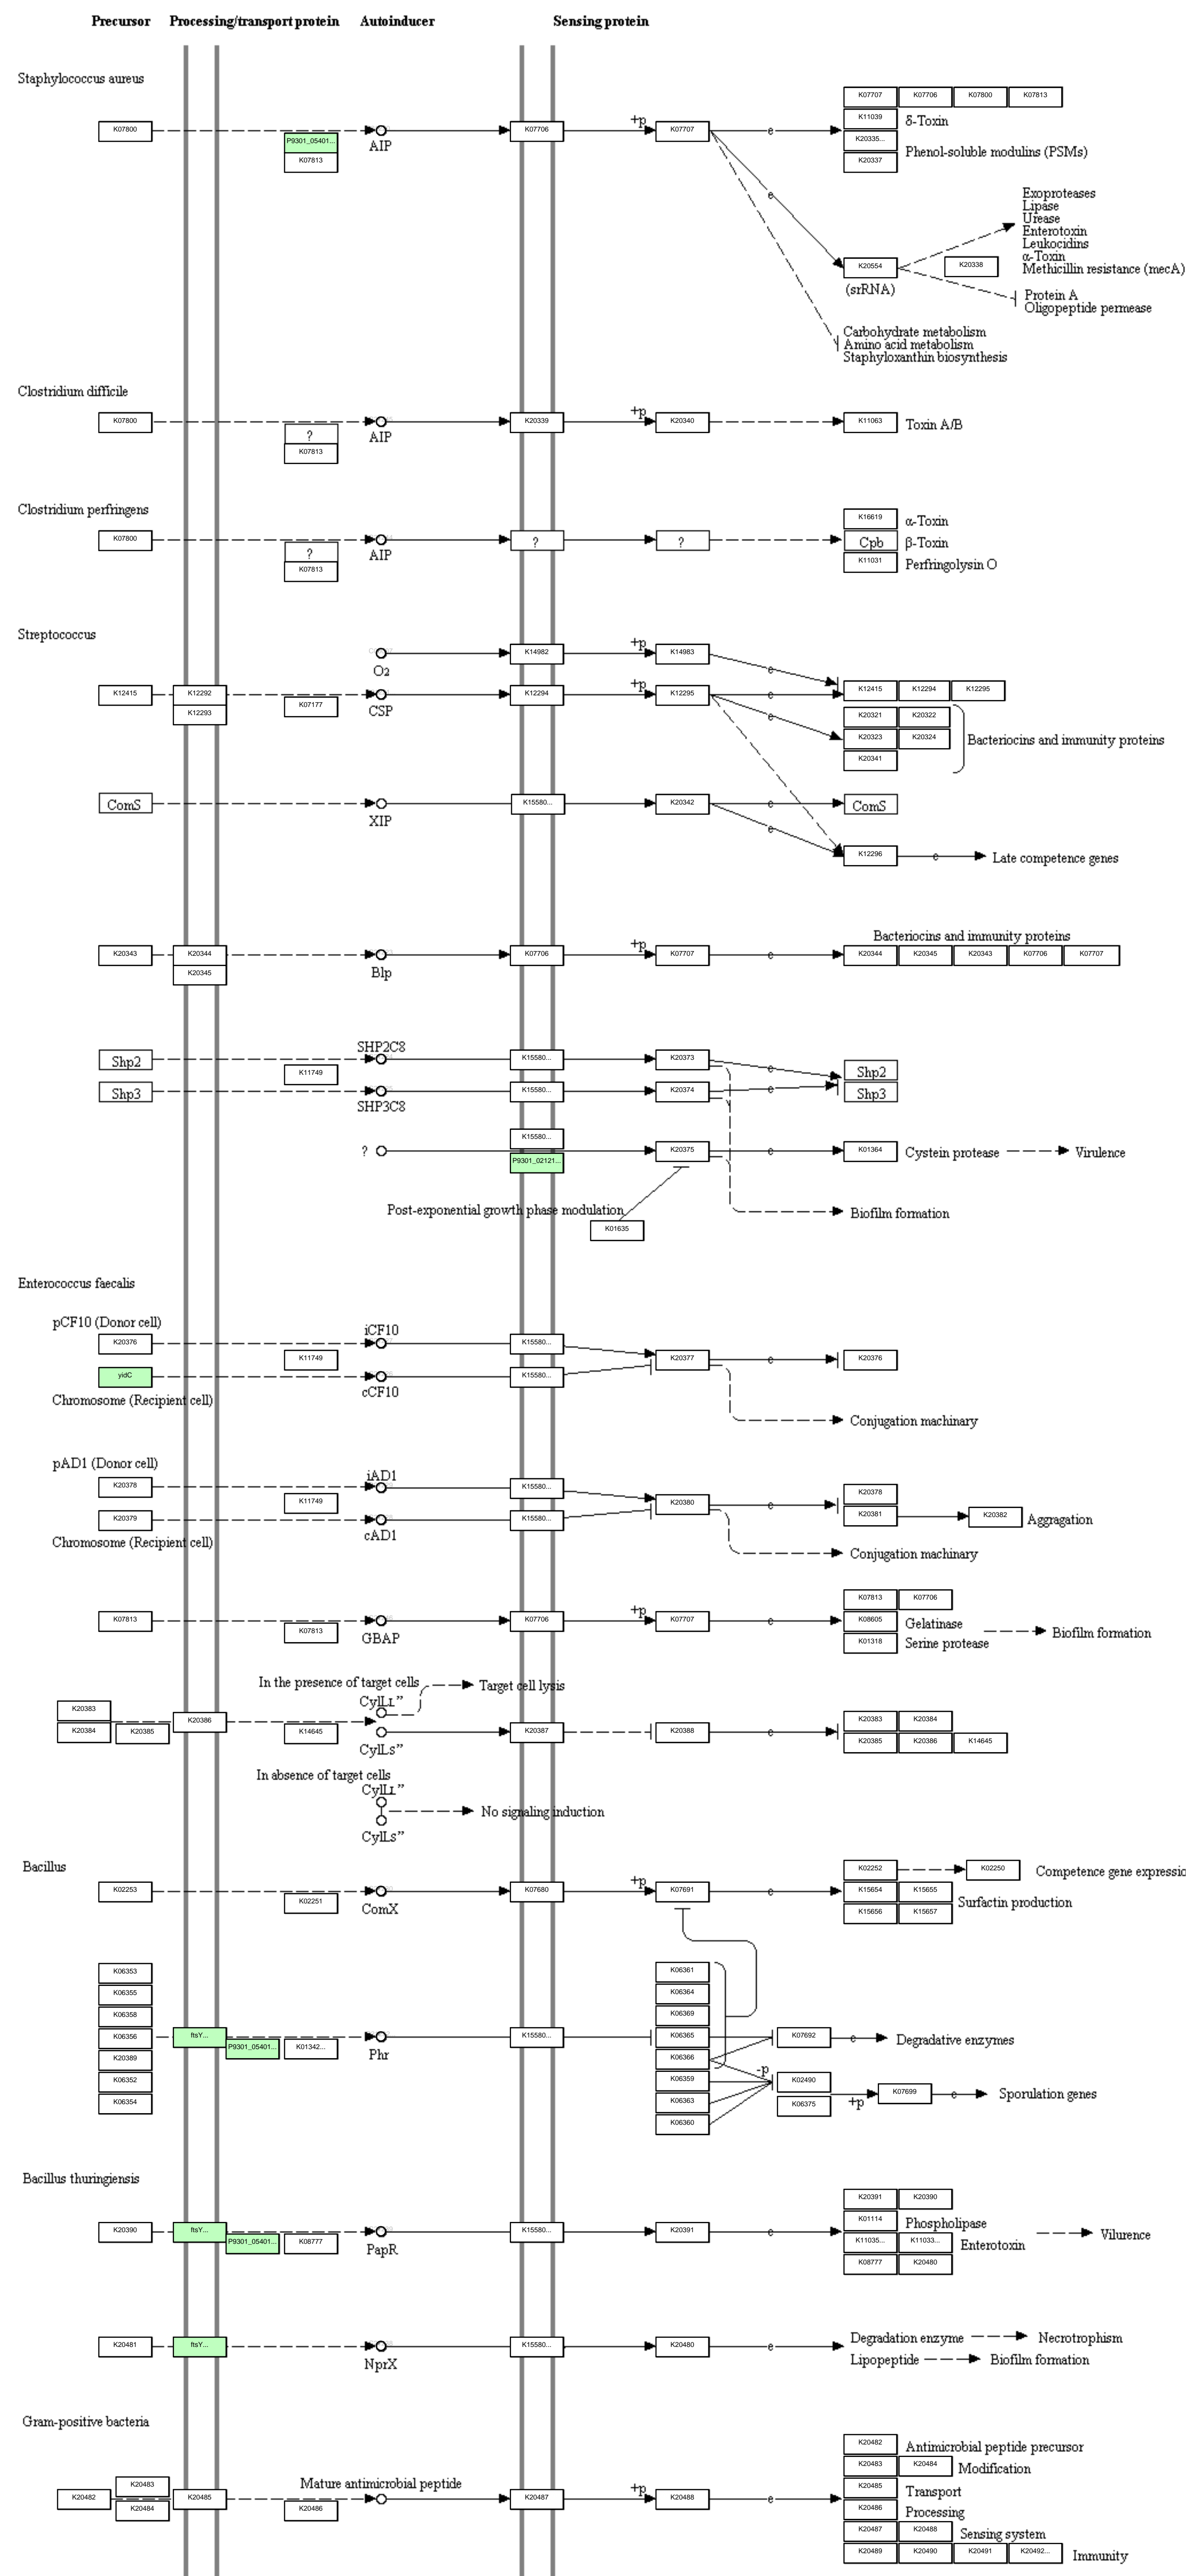 Precursor Processing/transport protein Autoinducer Sensing protein
Staphylococcus aureus
K07707 K07706 K07800 K07813
K11039 δ-Toxin
K07800 K07706 +p K07707 e
P9301_05401... AIP
K20335...
Phenol-soluble modulins (PSMs)
K07813 K20337
e
Exoproteases
Lipase
Urease
Enterotoxin
Leukocidins
α-Toxin
K20554 K20338
Methicillin resistance (mecA)
(srRNA)
Protein A
Oligopeptide permease
Carbohydrate metabolism
Amino acid metabolism
Staphyloxanthin biosynthesis
Clostridium difficile
K07800 K20339 +p K20340 K11063 Toxin A/B
? AIP
K07813
Clostridium perfringens
K16619 α-Toxin
K07800 ? ? Cpb β-Toxin
? AIP
K07813 K11031 Perfringolysin O
Streptococcus
K14982 +p K14983
O2 e
K12415 K12292 K12294 +p K12295 e K12415 K12294 K12295
K12293 K07177 CSP
e K20321 K20322
K20323 K20324 Bacteriocins and immunity proteins
K20341
ComS K15580... K20342 e ComS
XIP e
K12296 e Late competence genes
Bacteriocins and immunity proteins
K20343 K20344 K07706 +p K07707 e K20344 K20345 K20343 K07706 K07707
K20345 Blp
SHP2C8
Shp2 K15580... K20373 e Shp2
K11749
Shp3 K15580... K20374 e Shp3
SHP3C8
K15580...
? K20375 e K01364 Cystein protease Virulence
P9301_02121...
Post-exponential growth phase modulation
Biofilm formation
K01635
Enterococcus faecalis
pCF10 (Donor cell) iCF10
K20376 K15580...
K11749 K20377 e K20376
yidC K15580...
Chromosome (Recipient cell) cCF10
Conjugation machinary
pAD1 (Donor cell) iAD1
K20378 K15580... K20378
K11749 K20380 e
K20379 K15580... K20381 K20382 Aggragation
Chromosome (Recipient cell) cAD1
Conjugation machinary
K07813 K07706
K07813 K07706 +p K07707 e K08605 Gelatinase
K07813 GBAP K01318 Serine protease Biofilm formation
In the presence of target cells Target cell lysis
CylLL”
K20383 K20386 K20383 K20384
K20384 K20385 K14645 K20387 K20388 e
CylLs” K20385 K20386 K14645
In absence of target cells
CylLL”
No signaling induction
CylLs”
Bacillus
K02252 K02250 Competence gene expressio
K02253 K07680 +p K07691 e K15654 K15655
K02251 ComX Surfactin production
K15656 K15657
K06353 K06361
K06355 K06364
K06358 K06369
K06356 ftsY... K15580... K06365 K07692 e Degradative enzymes
P9301_05401... K01342... Phr
K20389 K06366
-p
K06352 K06359 K02490
K06354 K06363 K06375 +p K07699 e Sporulation genes
K06360
Bacillus thuringiensis
K20391 K20390
K01114 Phospholipase
K20390 ftsY... K15580... K20391 e Vilurence
P9301_05401... K08777 PapR K11035... K11033... Enterotoxin
K08777 K20480
K20481 ftsY... K15580... K20480 e Degradation enzyme Necrotrophism
NprX Lipopeptide Biofilm formation
Gram-positive bacteria
K20482 Antimicrobial peptide precursor
K20483 K20484 Modification
K20483 Mature antimicrobial peptide
K20482 K20485 K20487 +p K20488 e K20485 Transport
K20484 K20486 K20486 Processing
K20487 K20488 Sensing system
K20489 K20490 K20491 K20492... Immunity